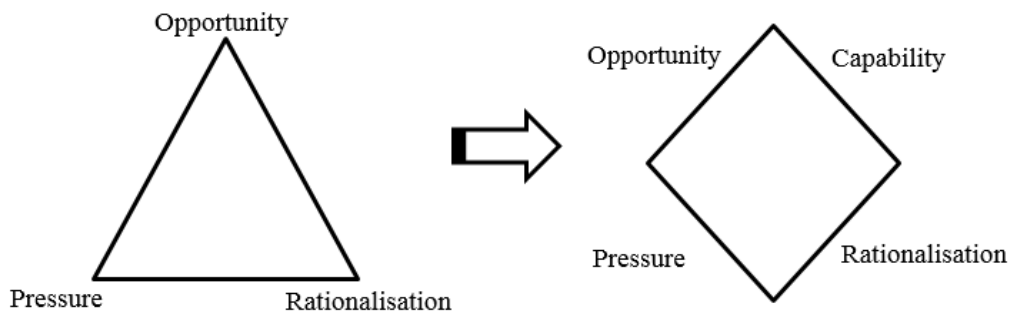 Opportunity
Pressure
Rationalisation
Opportunity
Capability
Pressure
Rationalisation